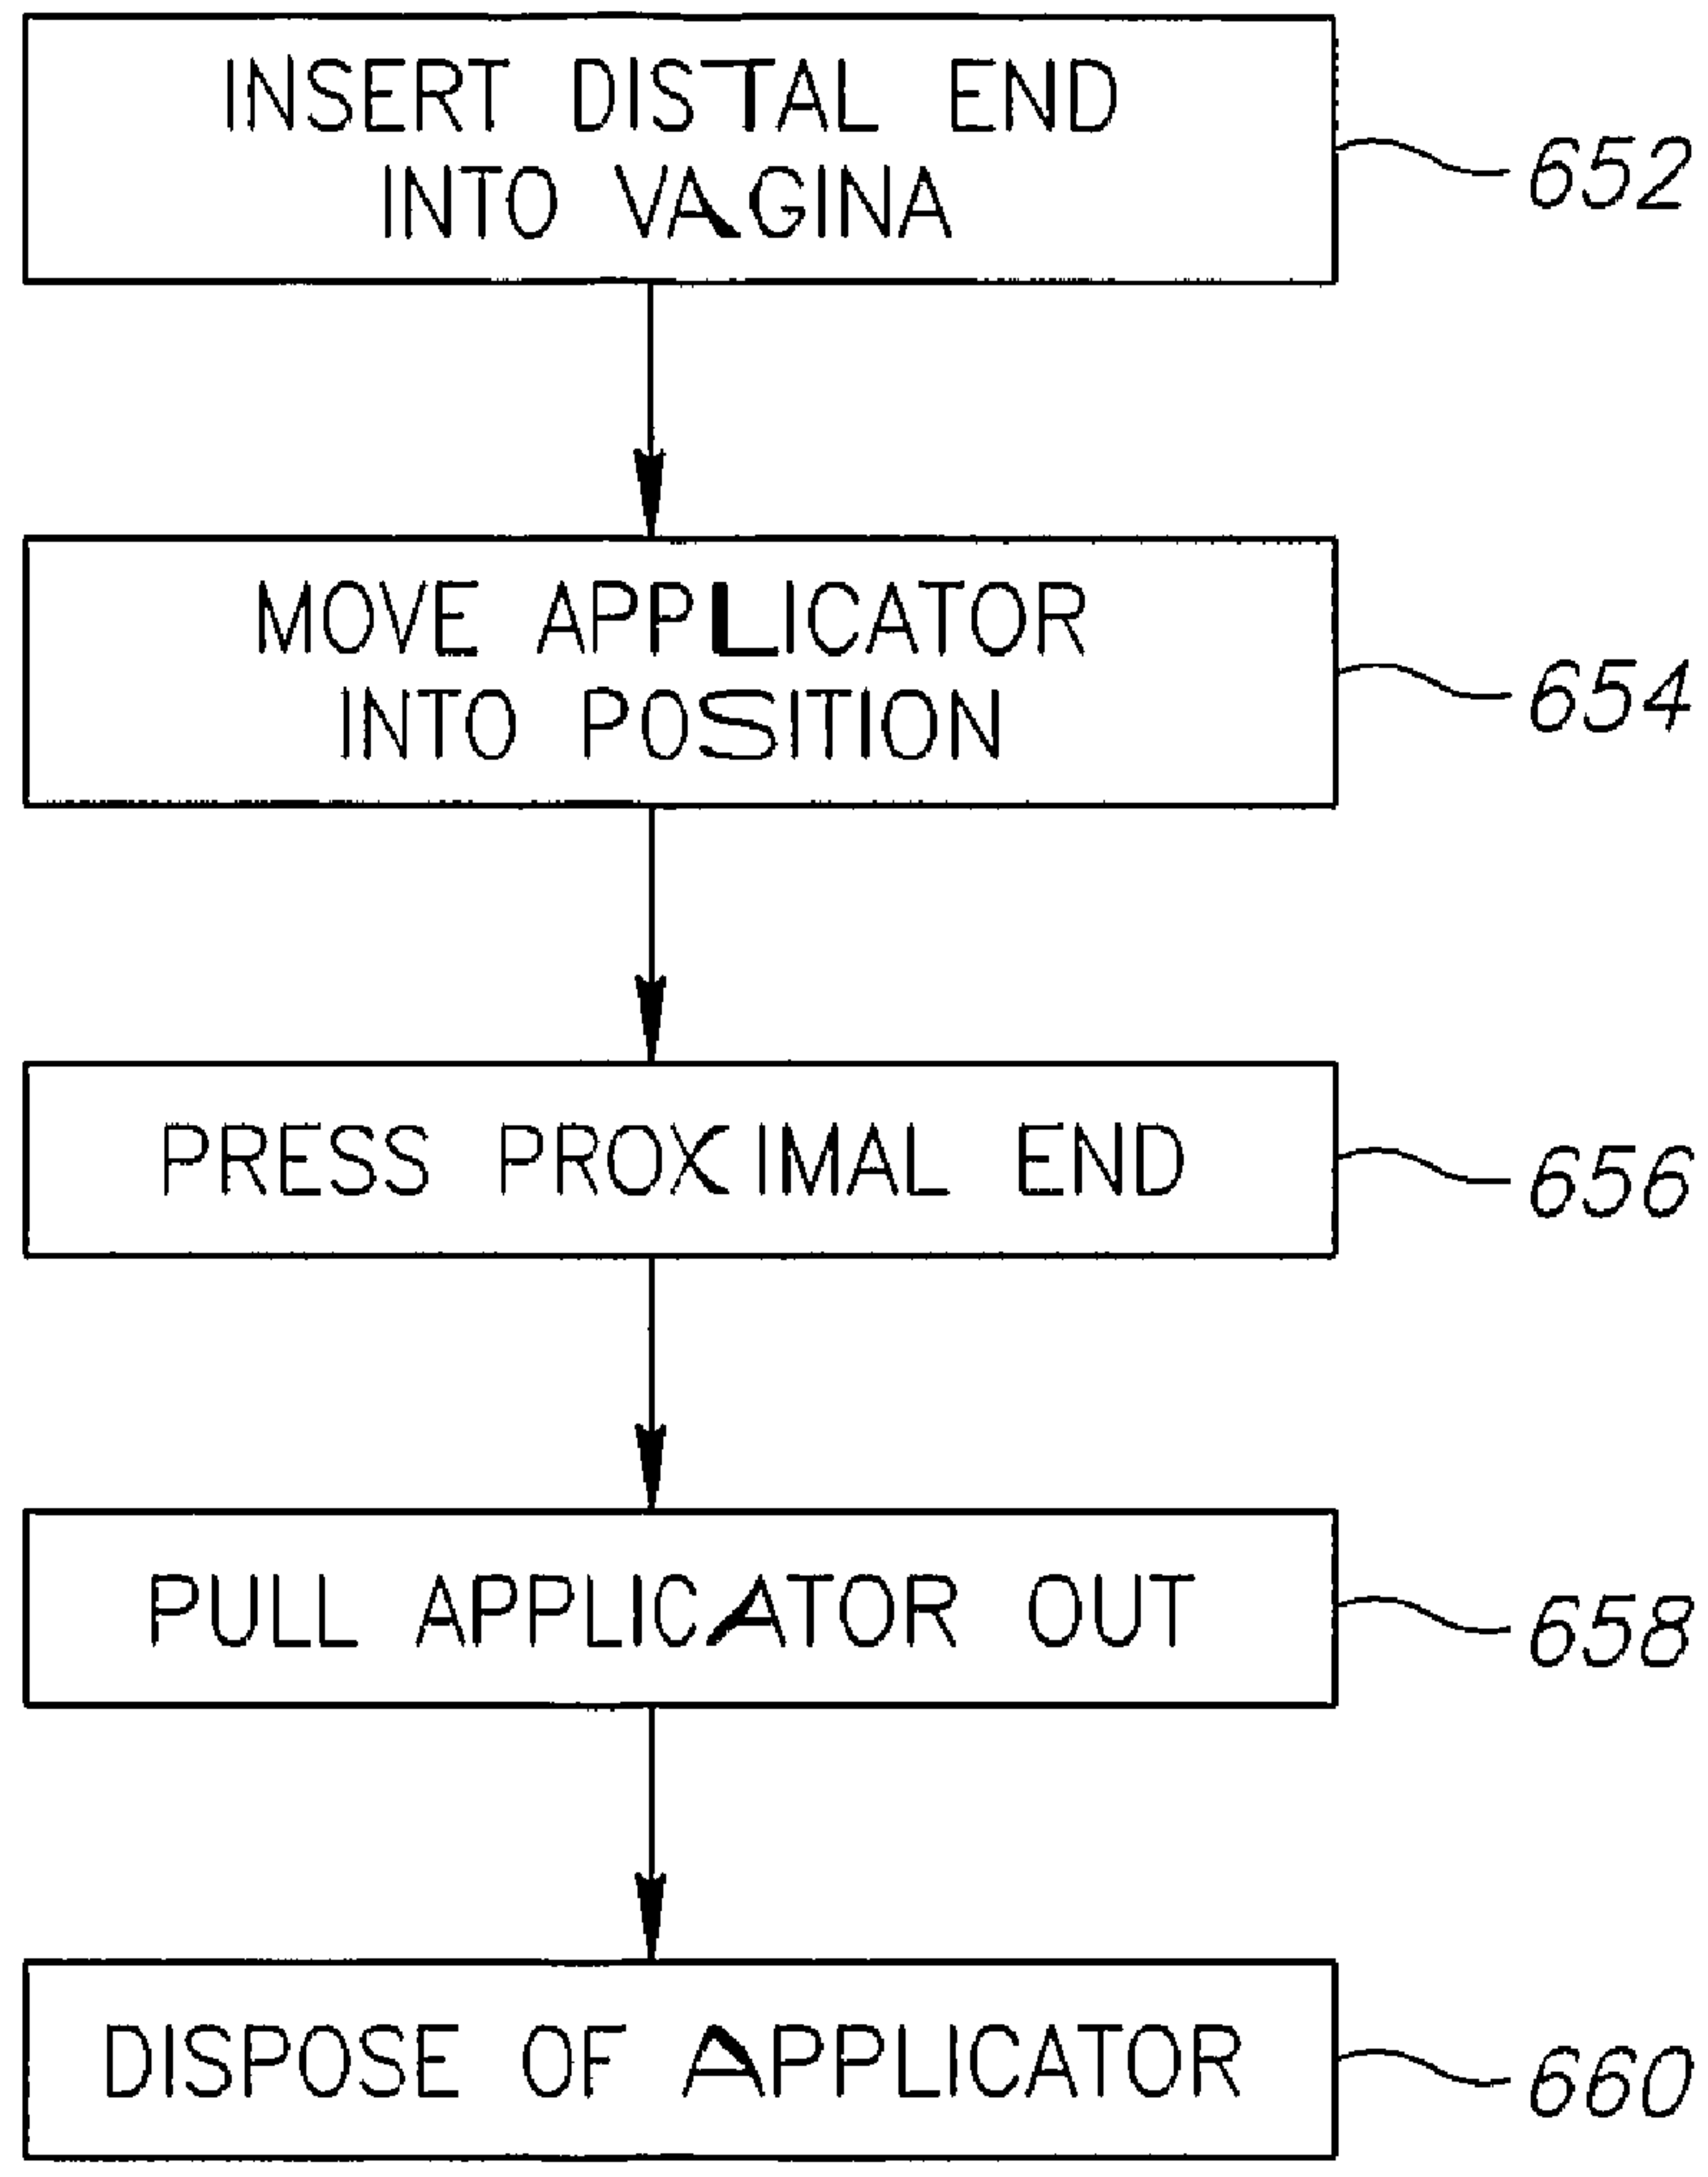 INSERT DISTAL END
INTO VAGINA
652
MOVE APPLICATOR
INTO POSITION
654
PRESS PROXIMAL END
656
PULL APPLICATOR OUT
658
DISPOSE OF APPLICATOR
660